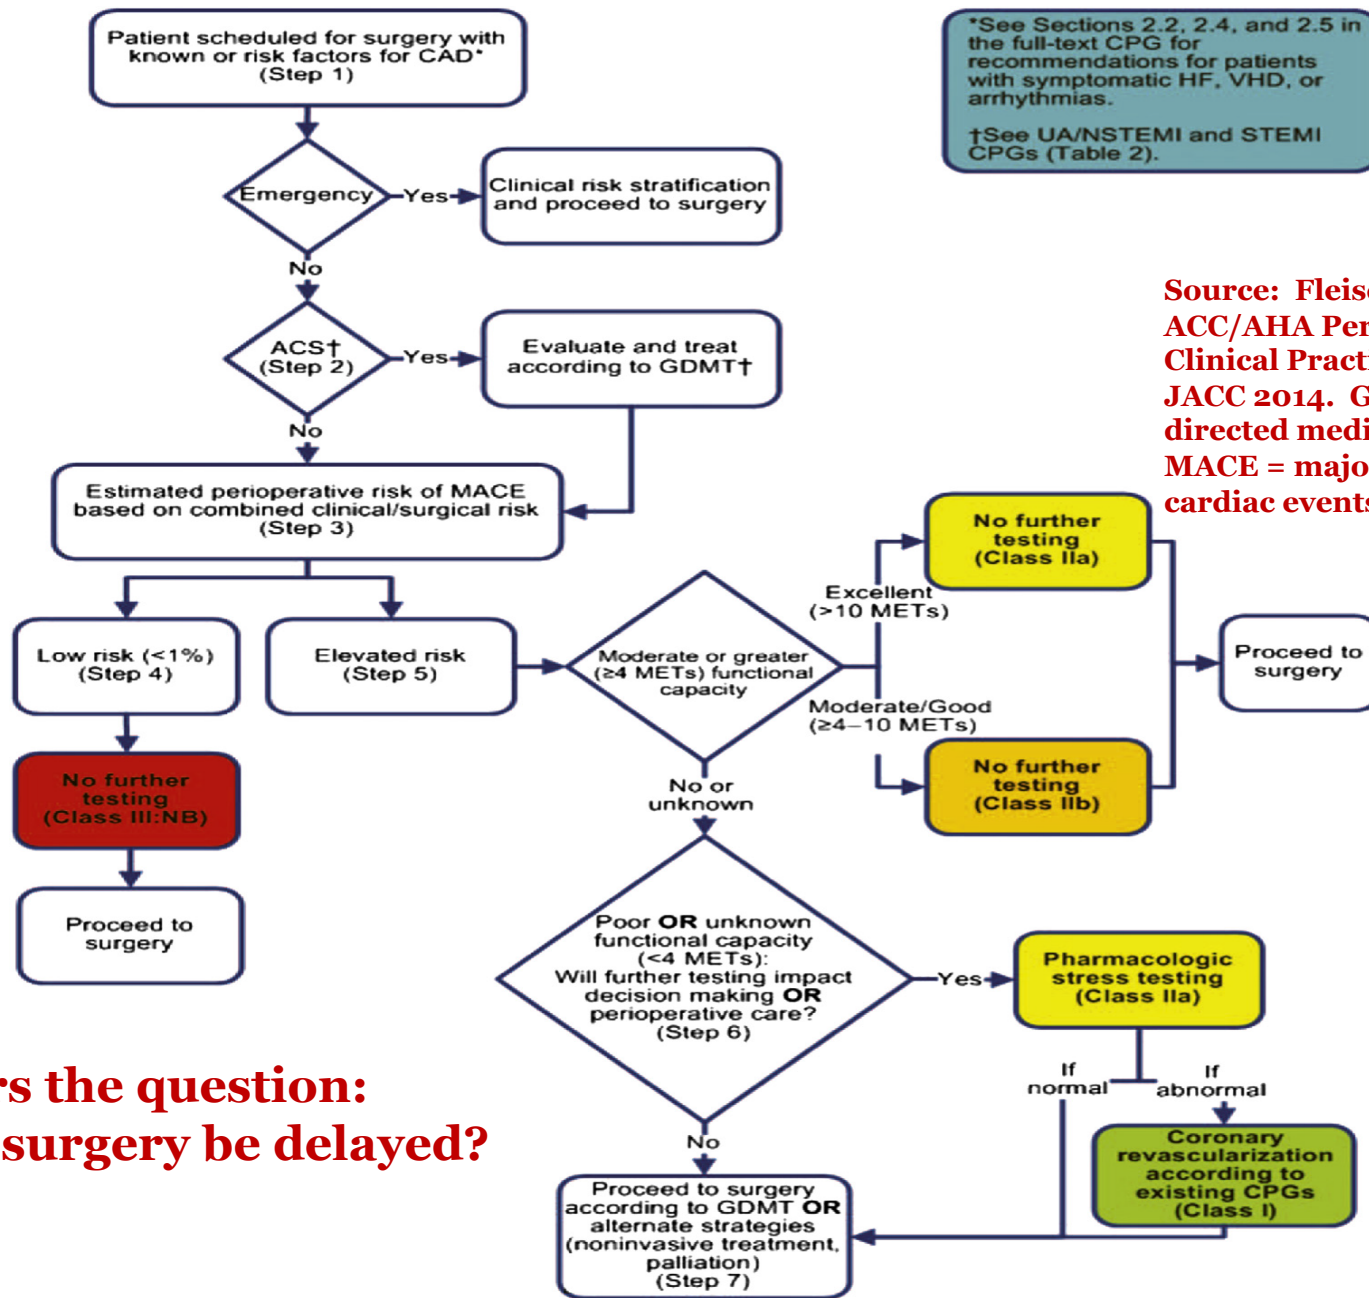 Patient scheduled for surgery with
known or risk factors for CAD*
(Step 1)
*See Sections 2.2, 2.4, and 2.5 in
the full-text CPG for
recommendations for patients
with symptomatic HF, VHD, or
arrhythmias.
†See UA/NSTEMI and STEMI
CPGs (Table 2).
Emergency
Yes
Clinical risk stratification
and proceed to surgery
No
ACS†
(Step 2)
Yes
Evaluate and treat
according to GDMT†
No
Source:
ACC/AHA
Clinical
JACC 2014.
directed
MACE =
cardiac events
Estimated perioperative risk of MACE
based on combined clinical/surgical risk
(Step 3)
Low risk (<1%)
(Step 4)
Elevated risk
(Step 5)
Moderate or greater
(≥4 METs) functional
capacity
Excellent
(>10 METs)
No further
testing
(Class IIa)
Moderate/Good
(≥4–10 METs)
No further
testing
(Class IIb)
Proceed to
surgery
No further
testing
(Class III:NB)
Proceed to
surgery
No or
unknown
Poor OR unknown
functional capacity
(<4 METs):
Will further testing impact
decision making OR
perioperative care?
(Step 6)
Yes
Pharmacologic
stress testing
(Class IIa)
If
normal
If
abnormal
Coronary
revascularization
according to
existing CPGs
(Class I)
No
Proceed to surgery
according to GDMT OR
alternate strategies
(noninvasive treatment,
palliation)
(Step 7)
the question:
surgery be delayed?